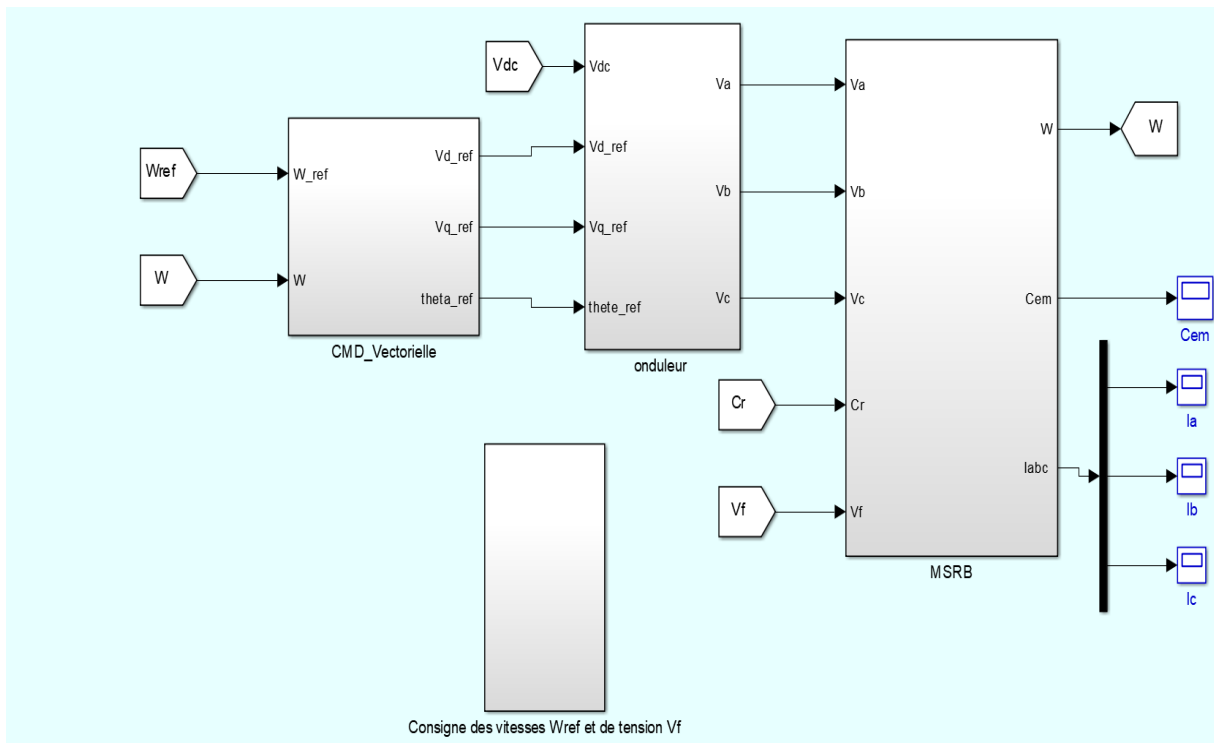 Vdc
Vdc
Va
Va
Vd_ref
Vd_ref
Wref
W_ref
W
W
Vb
Vb
Vq_ref
Vq_ref
W
W
theta_ref
thete_ref
Vc
Vc
Cem
Cem
CMD_Vectorielle
onduleur
Cr
Cr
Ia
Iabc
Vf
Vf
Ib
MSRB
Ic
Consigne des vitesses Wref et de tension Vf